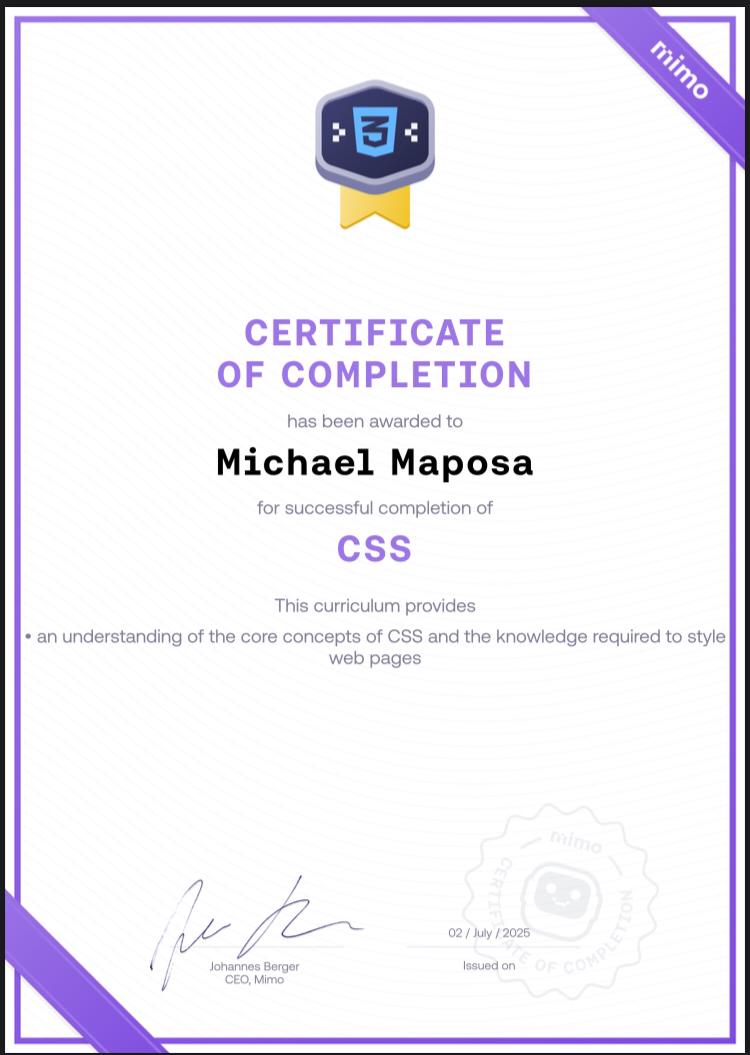 mimo
CERTIFICATE
OF COMPLETION
has been awarded to
Michael Maposa
for successful completion of
CSS
This curriculum provides
• an understanding of the core concepts of CSS and the knowledge required to style
web pages
mimo
CERTIFICATE OF COMPLETION
02 / July / 2025
Johannes Berger
CEO, Mimo
Issued on